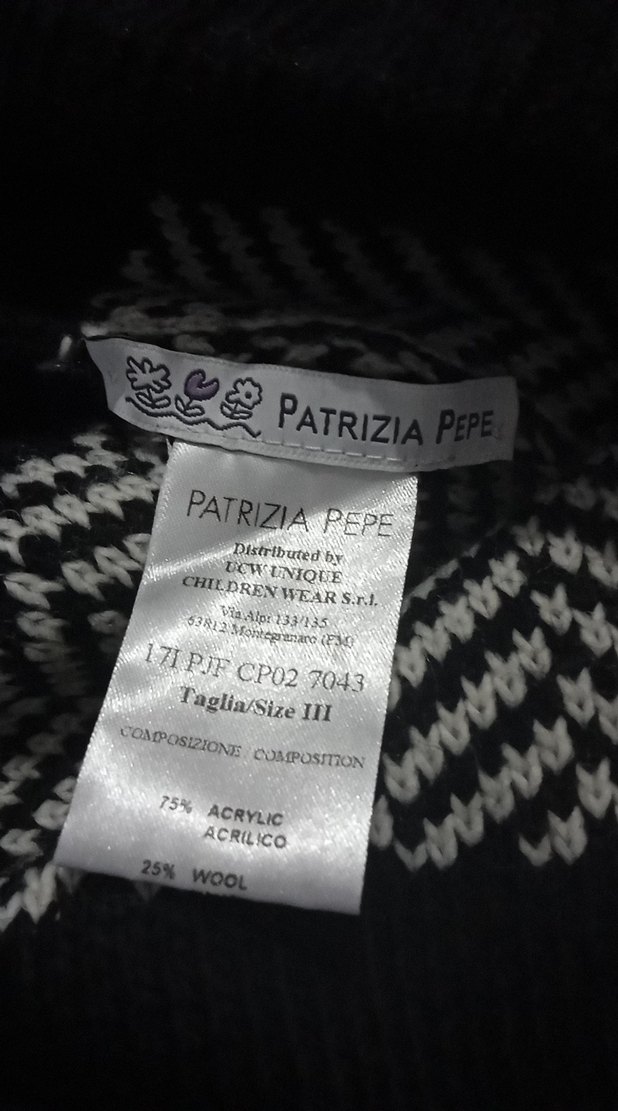 PATRIZIA PEPE
PATRIZIA PEPE
Distributed by
UCW UNIQUE
CHILDREN WEAR S.r.l.
Via Alpi 133/135
63812 Montegranaro (FM)
17I PJF CP02 7043
Taglia/Size III
COMPOSIZIONE COMPOSITION
75% ACRYLIC
ACRILICO
25% WOOL